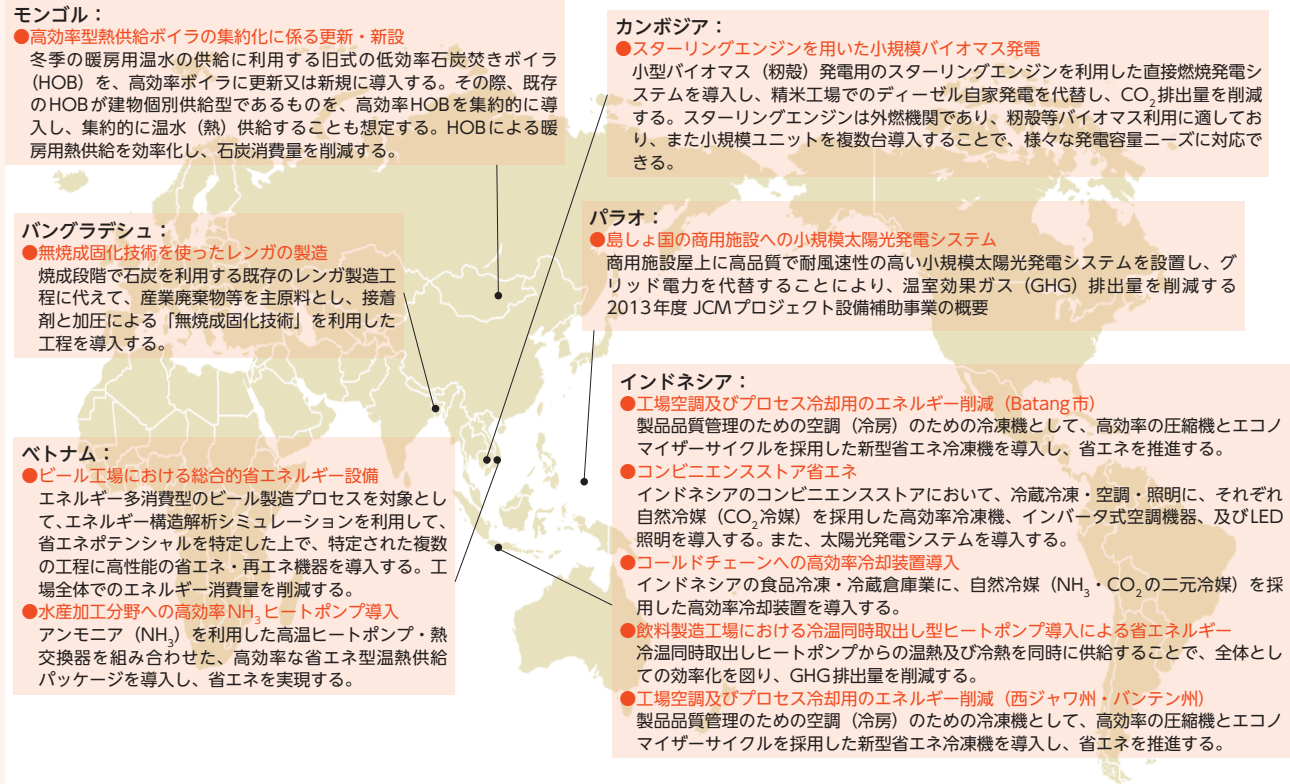 モンゴル：
●高効率型熱供給ボイラの集約化に係る更新・新設
冬季の暖房用温水の供給に利用する旧式の低効率石炭焚きボイラ
（HOB）を、高効率ボイラに更新又は新規に導入する。その際、既存
のHOBが建物個別供給型であるものを、高効率HOBを集約的に導
入し、集約的に温水（熱）供給することも想定する。HOBによる暖
房用熱供給を効率化し、石炭消費量を削減する。
カンボジア：
●スターリングエンジンを用いた小規模バイオマス発電
小型バイオマス（籾殻）発電用のスターリングエンジンを利用した直接燃焼発電シ
ステムを導入し、精米工場でのディーゼル自家発電を代替し、CO₂排出量を削減
する。スターリングエンジンは外燃機関であり、籾殻等バイオマス利用に適してお
り、また小規模ユニットを複数台導入することで、様々な発電容量ニーズに対応で
きる。
バングラデシュ：
●無焼成固化技術を使ったレンガの製造
焼成段階で石炭を利用する既存のレンガ製造工
程に代えて、産業廃棄物等を主原料とし、接着
剤と加圧による「無焼成固化技術」を利用した
工程を導入する。
パラオ：
●島しょ国の商用施設への小規模太陽光発電システム
商用施設屋上に高品質で耐風速性の高い小規模太陽光発電システムを設置し、グ
リッド電力を代替することにより、温室効果ガス（GHG）排出量を削減する
2013年度 JCMプロジェクト設備補助事業の概要
ベトナム：
●ビール工場における総合的省エネルギー設備
エネルギー多消費型のビール製造プロセスを対象とし
て、エネルギー構造解析シミュレーションを利用して、
省エネポテンシャルを特定した上で、特定された複数
の工程に高性能の省エネ・再エネ機器を導入する。工
場全体でのエネルギー消費量を削減する。
●水産加工分野への高効率NH₃ヒートポンプ導入
アンモニア（NH₃）を利用した高温ヒートポンプ・熱
交換器を組み合わせた、高効率な省エネ型温熱供給
パッケージを導入し、省エネを実現する。
インドネシア：
●工場空調及びプロセス冷却用のエネルギー削減（Batang市）
製品品質管理のための空調（冷房）のための冷凍機として、高効率の圧縮機とエコノ
マイザーサイクルを採用した新型省エネ冷凍機を導入し、省エネを推進する。
●コンビニエンスストア省エネ
インドネシアのコンビニエンスストアにおいて、冷蔵冷凍・空調・照明に、それぞれ
自然冷媒（CO₂冷媒）を採用した高効率冷凍機、インバータ式空調機器、及びLED
照明を導入する。また、太陽光発電システムを導入する。
●コールドチェーンへの高効率冷却装置導入
インドネシアの食品冷凍・冷蔵倉庫業に、自然冷媒（NH₃・CO₂の二元冷媒）を採
用した高効率冷却装置を導入する。
●飲料製造工場における冷温同時取出し型ヒートポンプ導入による省エネルギー
冷温同時取出しヒートポンプからの温熱及び冷熱を同時に供給することで、全体とし
ての効率化を図り、GHG排出量を削減する。
●工場空調及びプロセス冷却用のエネルギー削減（西ジャワ州・バンテン州）
製品品質管理のための空調（冷房）のための冷凍機として、高効率の圧縮機とエコノ
マイザーサイクルを採用した新型省エネ冷凍機を導入し、省エネを推進する。